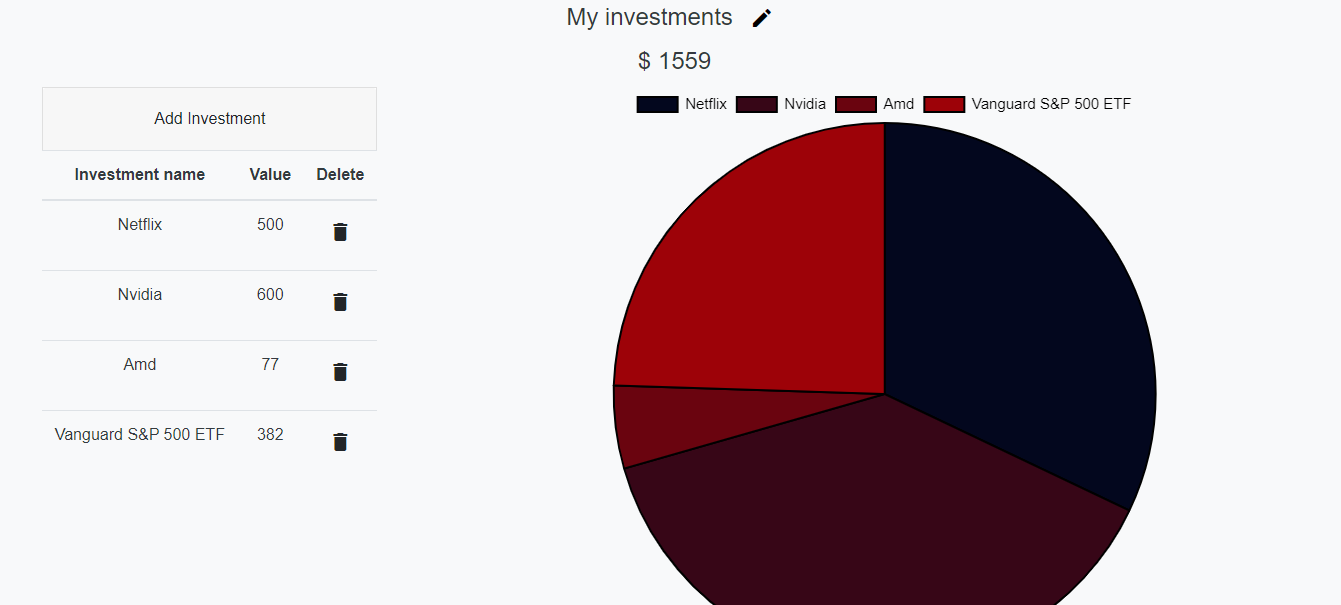 My investments
$ 1559
Add Investment
Investment name Value Delete
Netflix 500
Nvidia 600
Amd 77
Vanguard S&P 500 ETF 382
Netflix Nvidia Amd Vanguard S&P 500 ETF